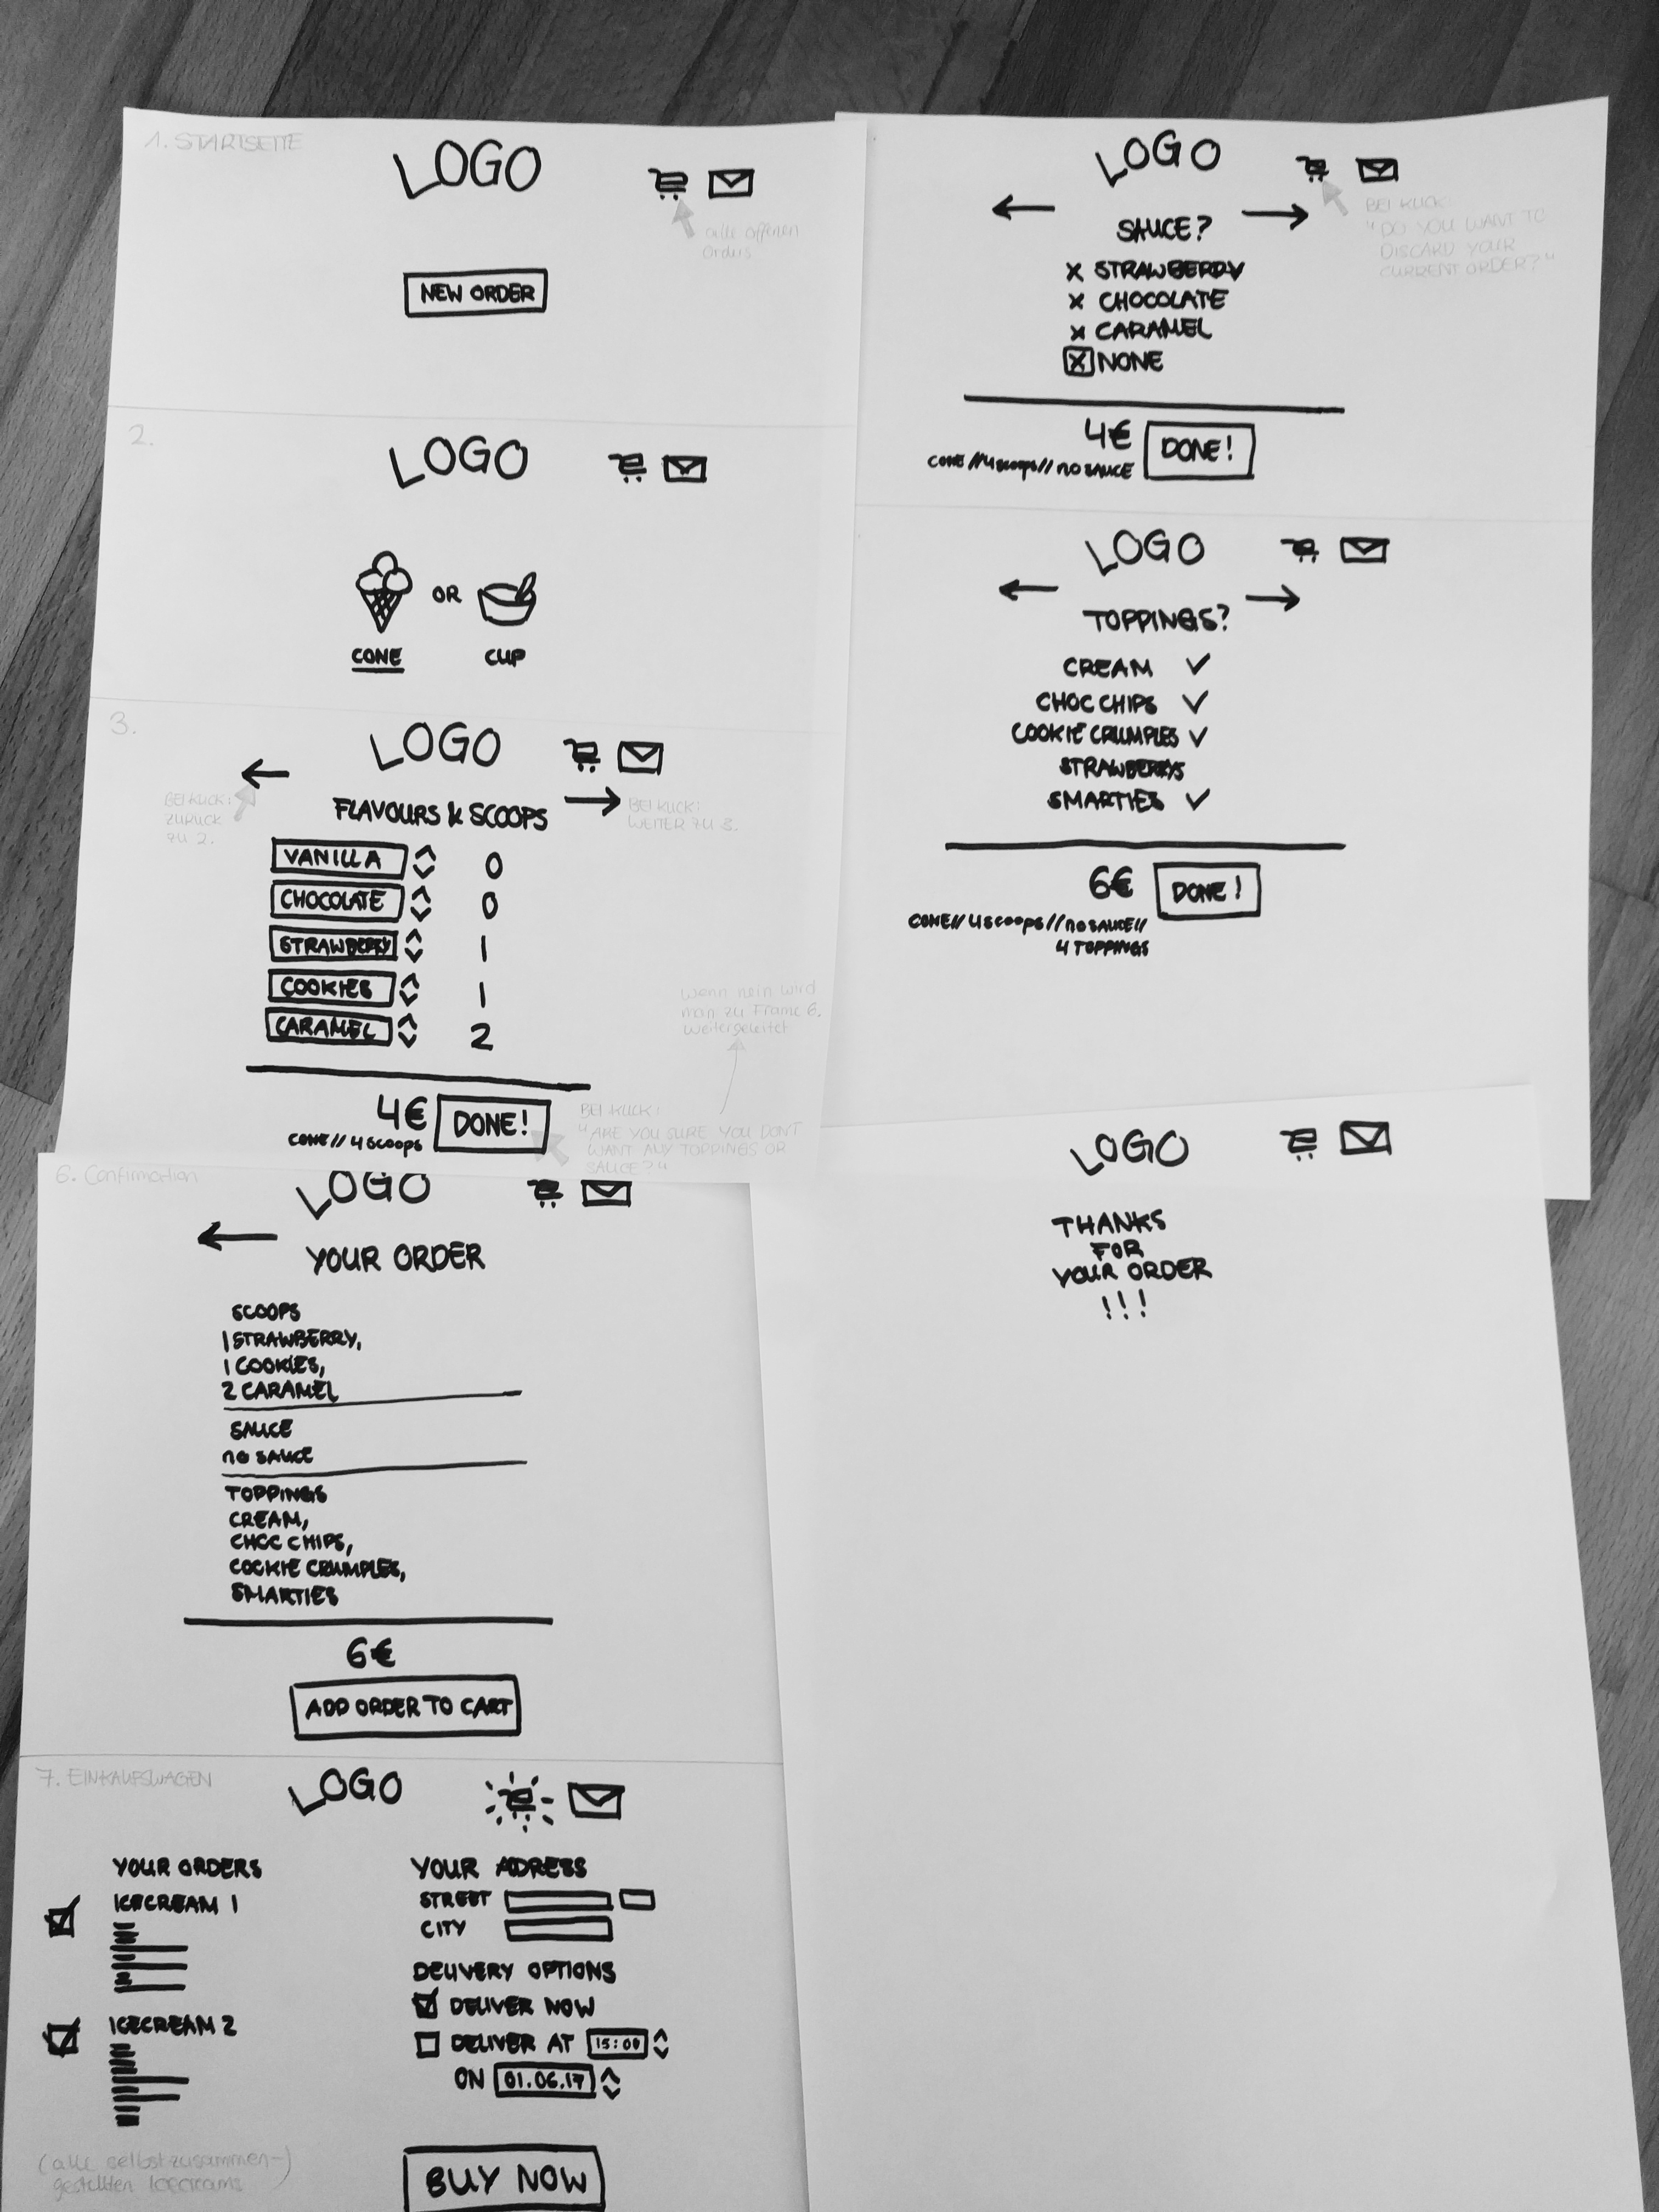 1. STARTSEITE
LOGO
alle offenen
Orders
NEW ORDER
2.
LOGO
OR
CONE CUP
3.
LOGO
BEI KLICK:
ZURÜCK
ZU 2.
FLAVOURS & SCOOPS
BEI KLICK:
WEITER ZU 3.
VANILLA 0
CHOCOLATE 0
STRAWBERRY 1
COOKIES 1
CARAMEL 2
wenn nein wird
man zu Frame 6.
weitergeleitet
4€ DONE!
CONE // 4 scoops
BEI KLICK:
"ARE YOU SURE YOU DONT
WANT ANY TOPPINGS OR
SAUCE?"
LOGO
SAUCE?
BEI KLICK:
"DO YOU WANT TO
DISCARD YOUR
CURRENT ORDER?"
x STRAWBERRY
x CHOCOLATE
x CARAMEL
x NONE
4€ DONE!
CONE // 4 scoops // no SAUCE
LOGO
TOPPINGS?
CREAM ✓
CHOC CHIPS ✓
COOKIE CRUMPLES ✓
STRAWBERRYS
SMARTIES ✓
6€ DONE!
CONE // 4 scoops // no SAUCE //
4 TOPPINGS
6. Confirmation
LOGO
YOUR ORDER
SCOOPS
1 STRAWBERRY,
1 COOKIES,
2 CARAMEL
SAUCE
no SAUCE
TOPPINGS
CREAM,
CHOC CHIPS,
COOKIE CRUMPLES,
SMARTIES
6€
ADD ORDER TO CART
7. EINKAUFSWAGEN
LOGO
YOUR ORDERS
ICECREAM 1
ICECREAM 2
(alle selbstzusammen-)
gestellten Icecreams
YOUR ADRESS
STREET
CITY
DELIVERY OPTIONS
DELIVER NOW
DELIVER AT 15:00
ON 01.06.17
BUY NOW
LOGO
THANKS
FOR
YOUR ORDER
!!!